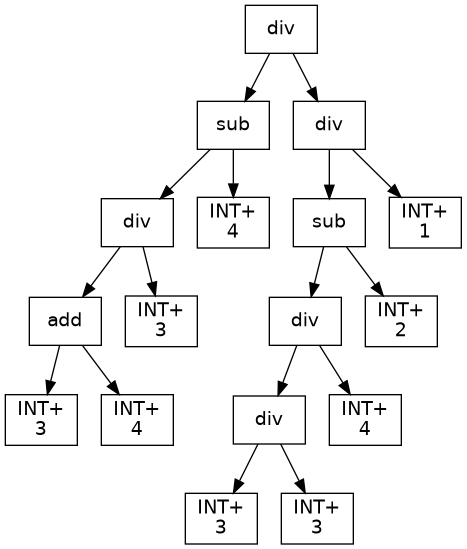 div
sub
div
div
INT+
4
sub
INT+
1
add
INT+
3
div
INT+
2
INT+
3
INT+
4
div
INT+
4
INT+
3
INT+
3